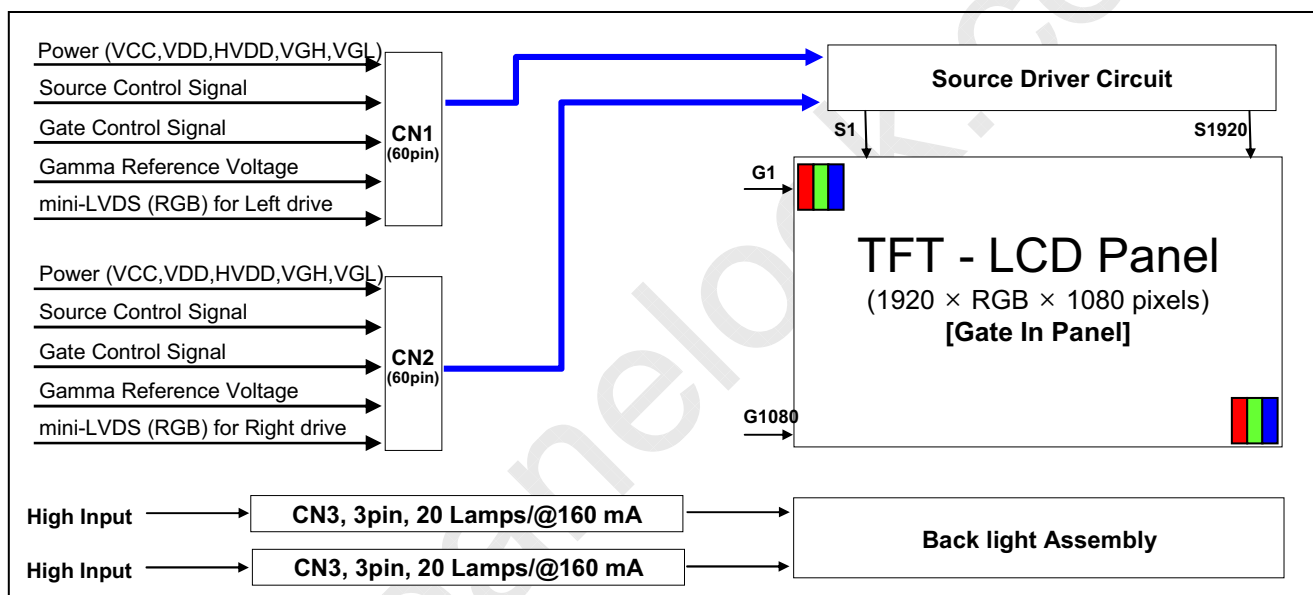 Power (VCC,VDD,HVDD,VGH,VGL)
Source Control Signal
Gate Control Signal
Gamma Reference Voltage
mini-LVDS (RGB) for Left drive
CN1
(60pin)
Power (VCC,VDD,HVDD,VGH,VGL)
Source Control Signal
Gate Control Signal
Gamma Reference Voltage
mini-LVDS (RGB) for Right drive
CN2
(60pin)
Source Driver Circuit
S1
S1920
G1
TFT - LCD Panel
(1920 × RGB × 1080 pixels)
[Gate In Panel]
G1080
High Input
CN3, 3pin, 20 Lamps/@160 mA
High Input
CN3, 3pin, 20 Lamps/@160 mA
Back light Assembly